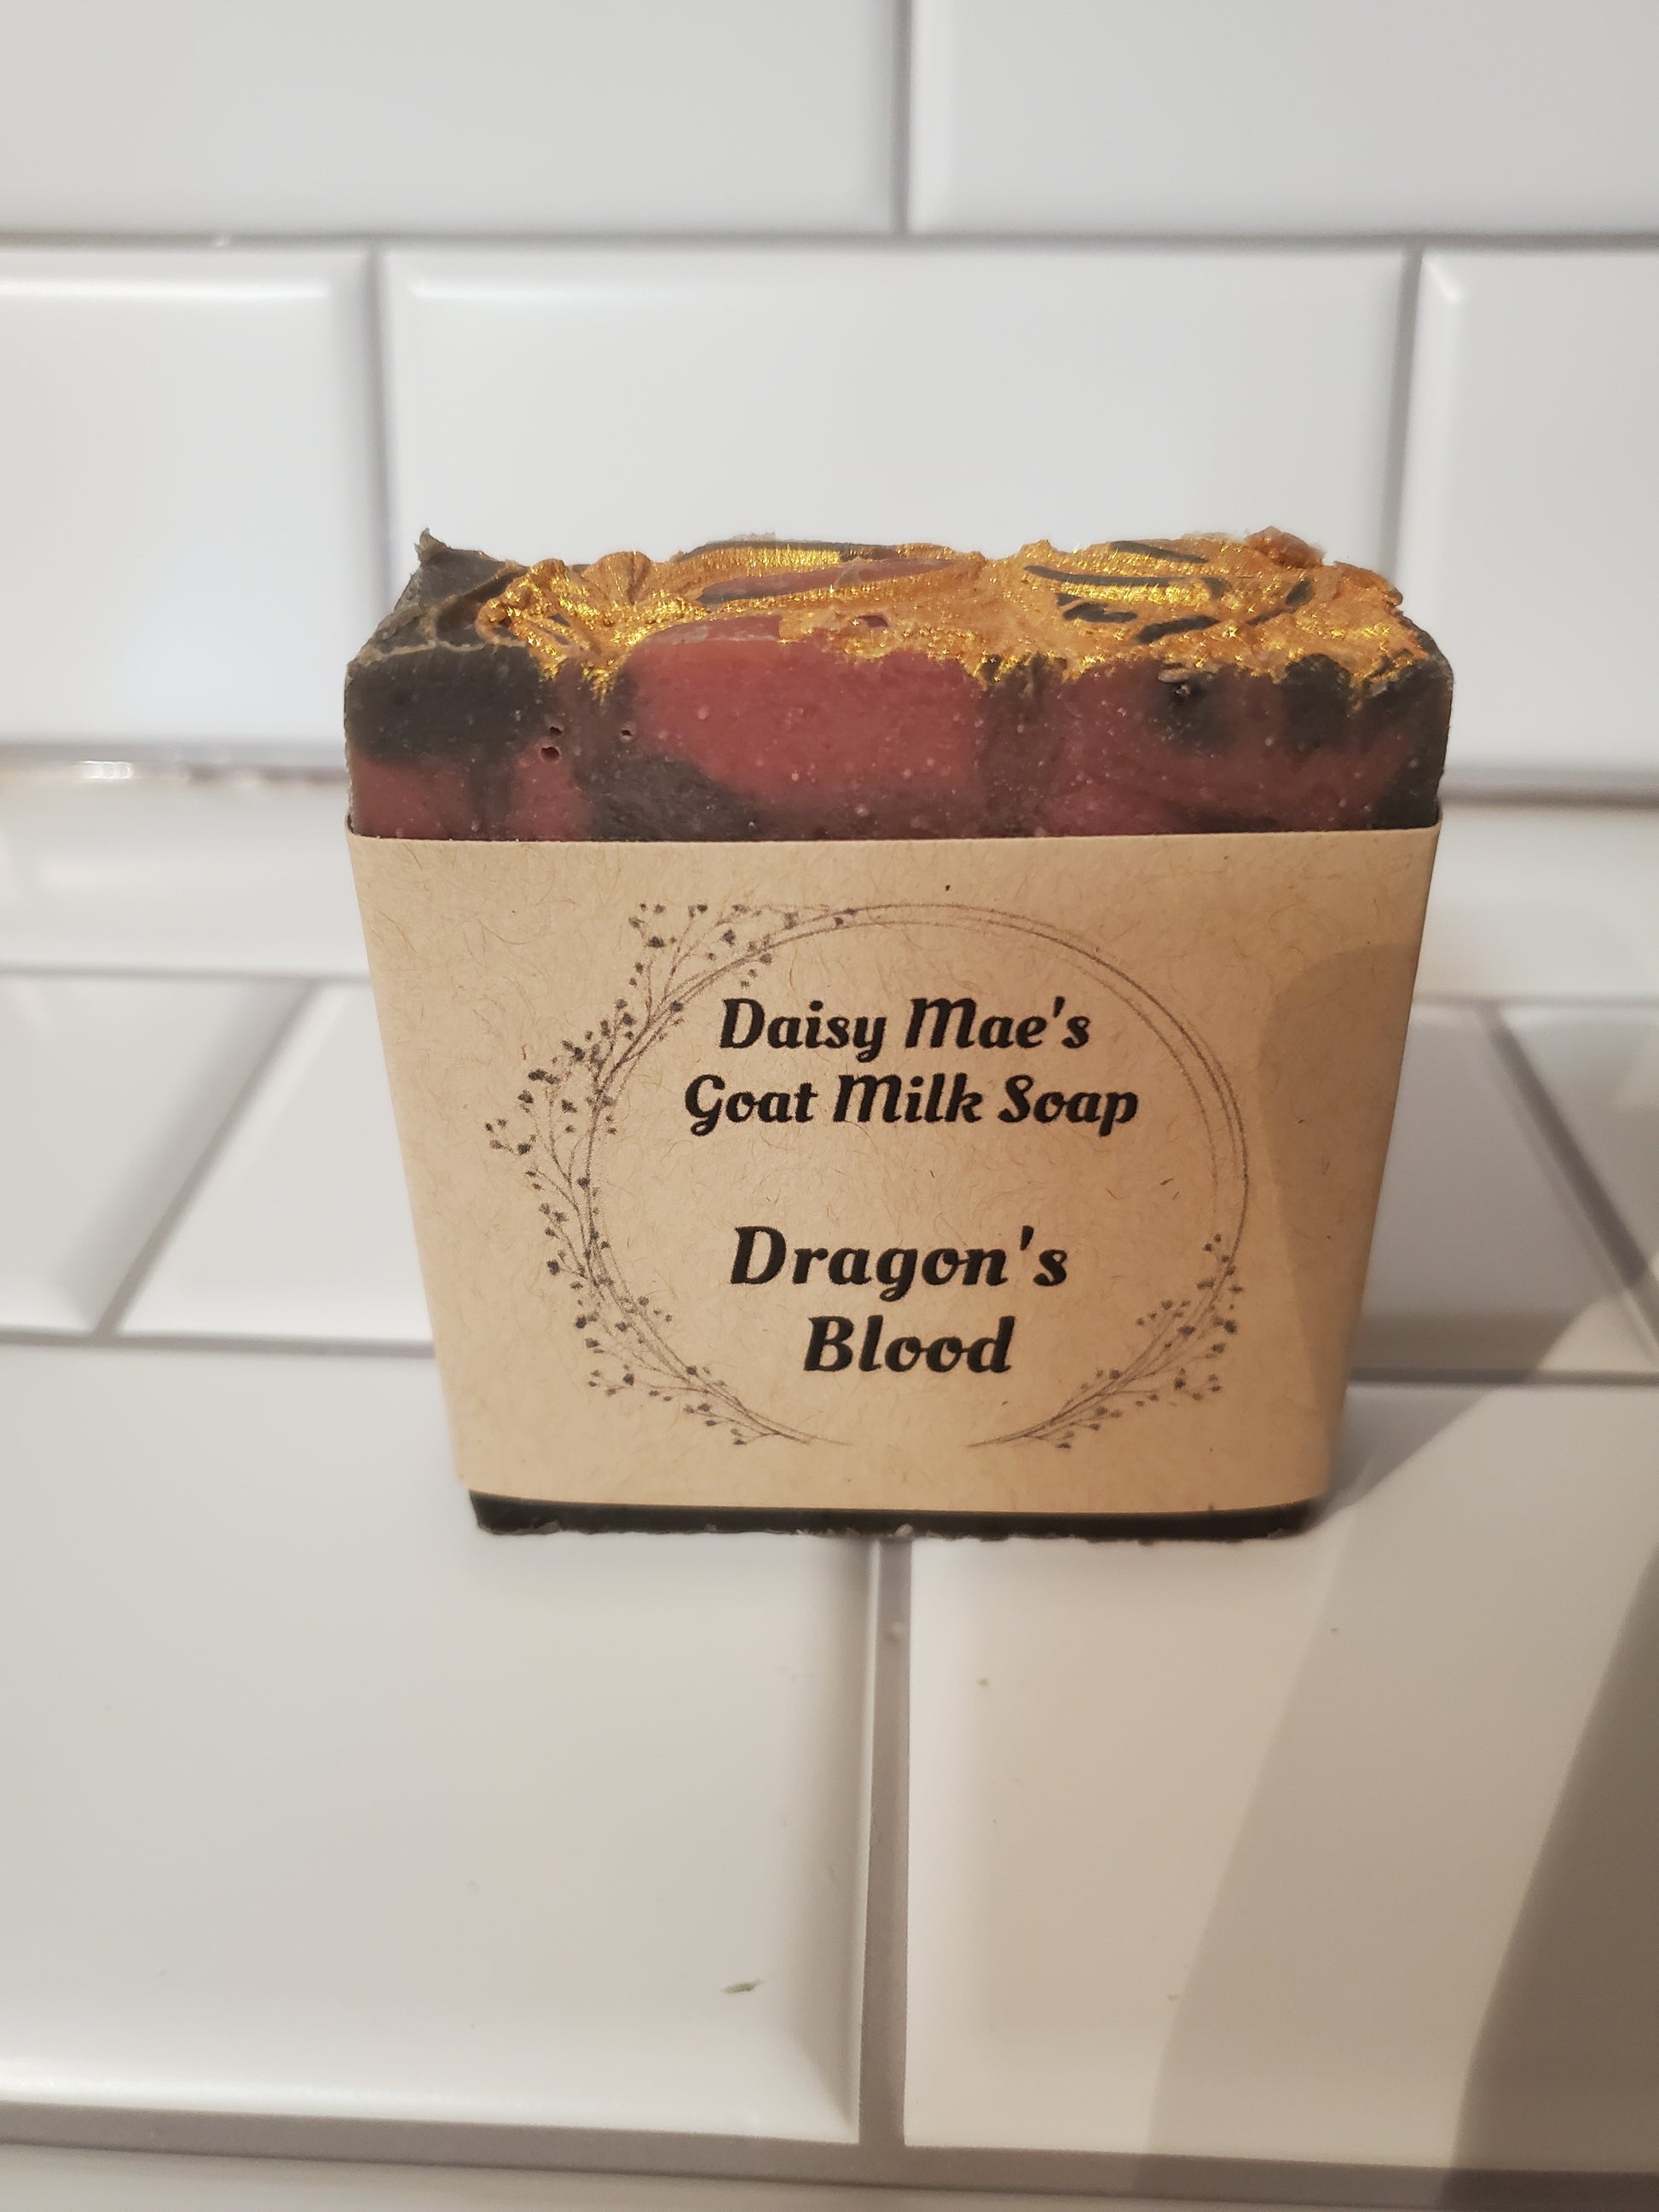 Daisy Mae's
Goat Milk Soap
Dragon's
Blood